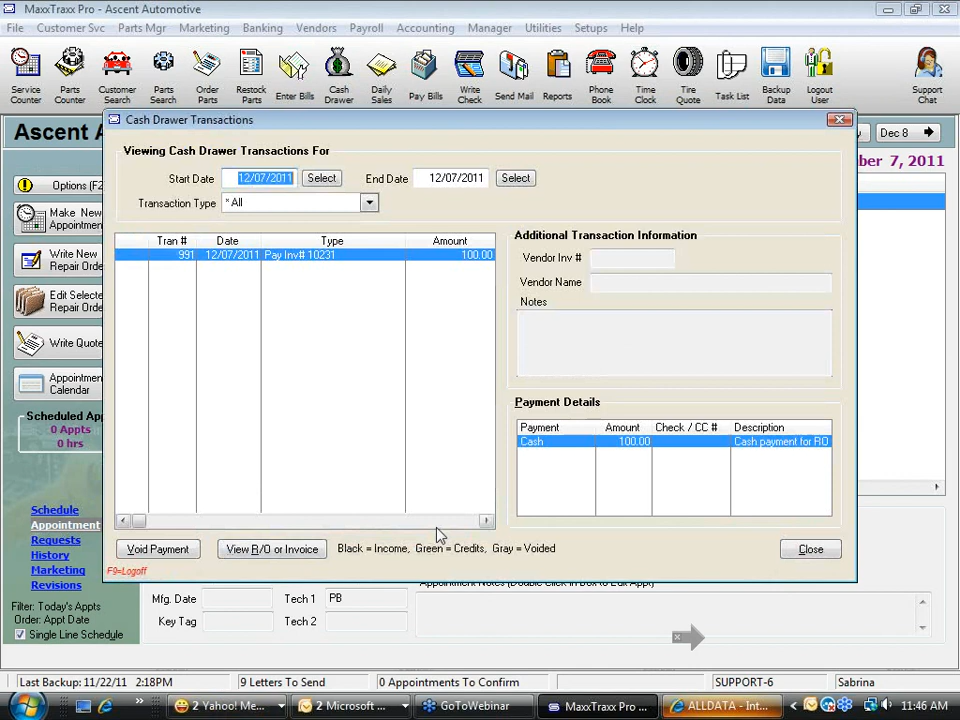 MaxxTraxx Pro - Ascent Automotive
File Customer Svc Parts Mgr Marketing Banking Vendors Payroll Accounting Manager Utilities Setups Help
Service Counter
Parts Counter
Customer Search
Parts Search
Order Parts
Restock Parts
Enter Bills
Cash Drawer
Daily Sales
Pay Bills
Write Check
Send Mail
Reports
Phone Book
Time Clock
Tire Quote
Task List
Backup Data
Logout User
Support Chat
Ascent
Dec 8
ber 7, 2011
Options (F2
Make New
Appointmen
Write New
Repair Orde
Edit Selecte
Repair Orde
Write Quote
Appointmen
Calendar
Scheduled App
0 Appts
0 hrs
Schedule
Appointment
Requests
History
Marketing
Revisions
Filter: Today's Appts
Order: Appt Date
Single Line Schedule
Cash Drawer Transactions
Viewing Cash Drawer Transactions For
Start Date 12/07/2011 Select End Date 12/07/2011 Select
Transaction Type *All
Tran # Date Type Amount
991 12/07/2011 Pay Inv# 10231 100.00
Additional Transaction Information
Vendor Inv #
Vendor Name
Notes
Payment Details
Payment Amount Check / CC # Description
Cash 100.00 Cash payment for RO
Void Payment View R/O or Invoice Black = Income, Green = Credits, Gray = Voided Close
F9=Logoff
Appointment Notes (Double Click in Box to Edit Appt)
Mfg. Date Tech 1 PB
Key Tag Tech 2
Last Backup: 11/22/11 2:18PM 9 Letters To Send 0 Appointments To Confirm SUPPORT-6 Sabrina
2 Yahoo! Me... 2 Microsoft ... GoToWebinar MaxxTraxx Pro ... ALLDATA - Int... 11:46 AM